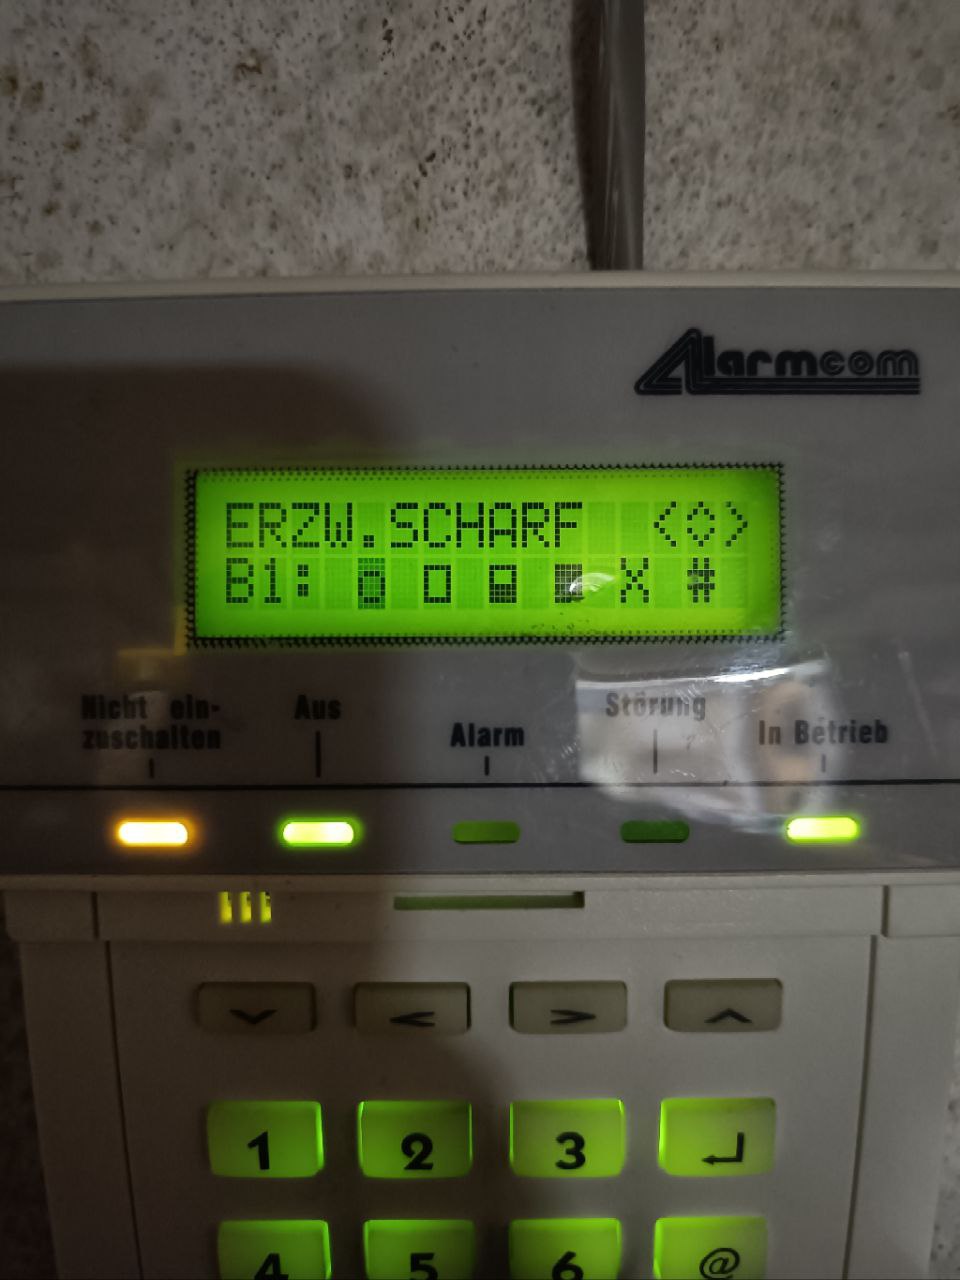 Alarmcom
ERZW.SCHARF <◇>
B1: ▯ ▯ ▄ ■ X #
Nicht ein-
zuschalten
Aus
Alarm
Störung
In Betrieb
∨ < > ∧
1 2 3 ↵
4 5 6 @